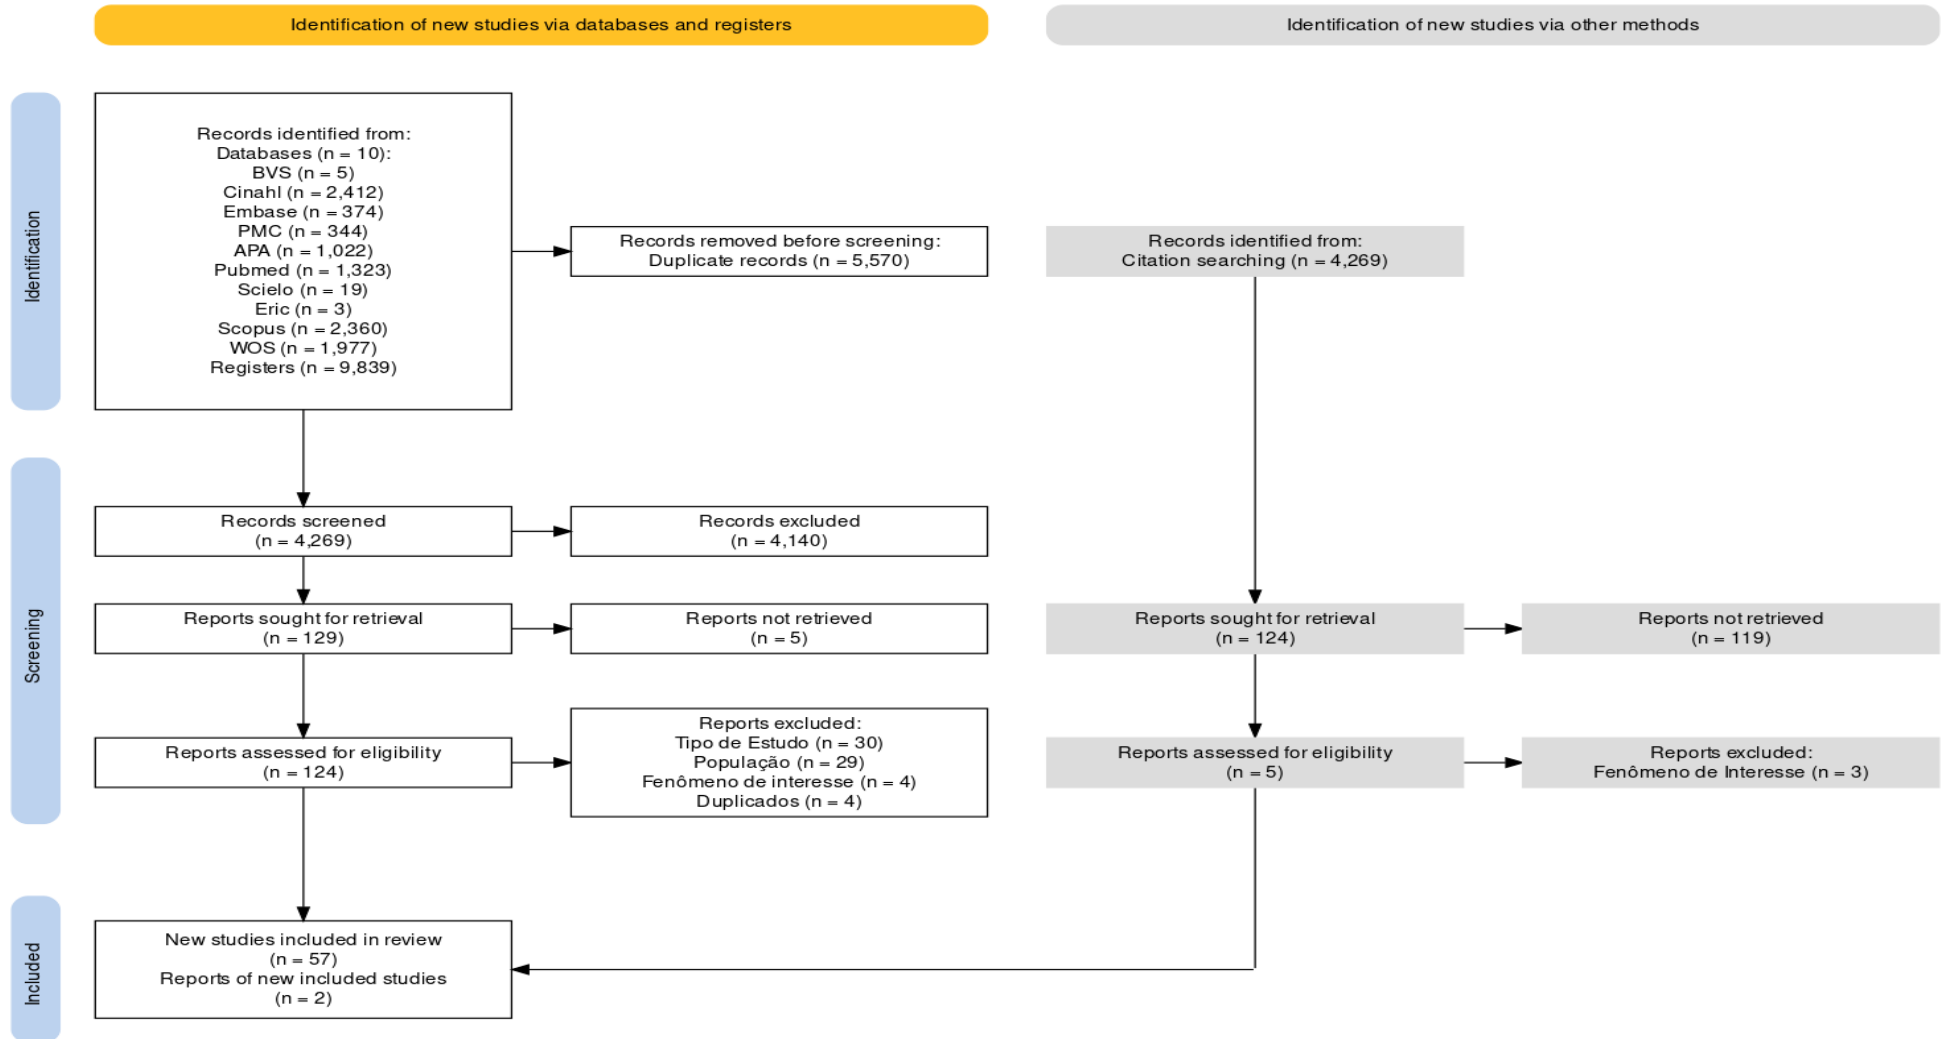 Identification of new studies via databases and registers
Identification of new studies via other methods
Identification
Records identified from:
Databases (n = 10):
BVS (n = 5)
Cinahl (n = 2,412)
Embase (n = 374)
PMC (n = 344)
APA (n = 1,022)
Pubmed (n = 1,323)
Scielo (n = 19)
Eric (n = 3)
Scopus (n = 2,360)
WOS (n = 1,977)
Registers (n = 9,839)
Records removed before screening:
Duplicate records (n = 5,570)
Records identified from:
Citation searching (n = 4,269)
Screening
Records screened
(n = 4,269)
Records excluded
(n = 4,140)
Reports sought for retrieval
(n = 129)
Reports not retrieved
(n = 5)
Reports sought for retrieval
(n = 124)
Reports not retrieved
(n = 119)
Reports assessed for eligibility
(n = 124)
Reports excluded:
Tipo de Estudo (n = 30)
População (n = 29)
Fenômeno de interesse (n = 4)
Duplicados (n = 4)
Reports assessed for eligibility
(n = 5)
Reports excluded:
Fenômeno de Interesse (n = 3)
Included
New studies included in review
(n = 57)
Reports of new included studies
(n = 2)